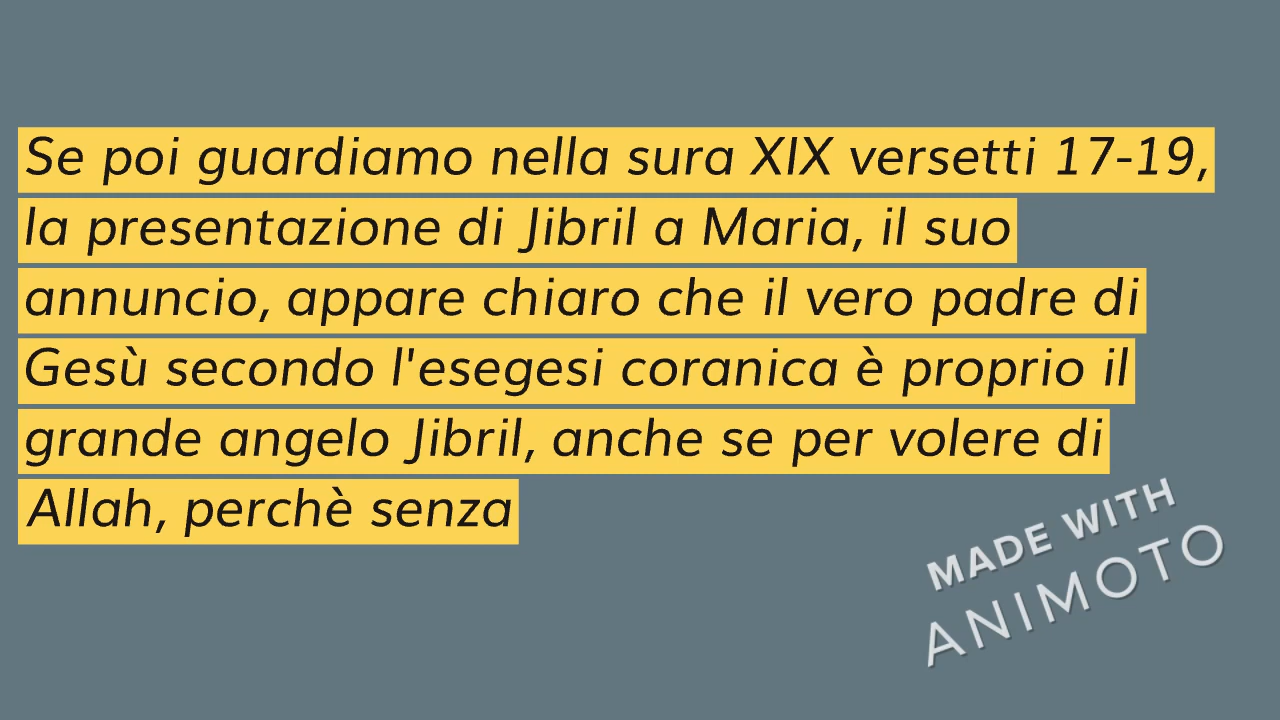 Se poi guardiamo nella sura XIX versetti 17-19,
la presentazione di Jibril a Maria, il suo
annuncio, appare chiaro che il vero padre di
Gesù secondo l'esegesi coranica è proprio il
grande angelo Jibril, anche se per volere di
Allah, perchè senza
MADE WITH
ANIMOTO